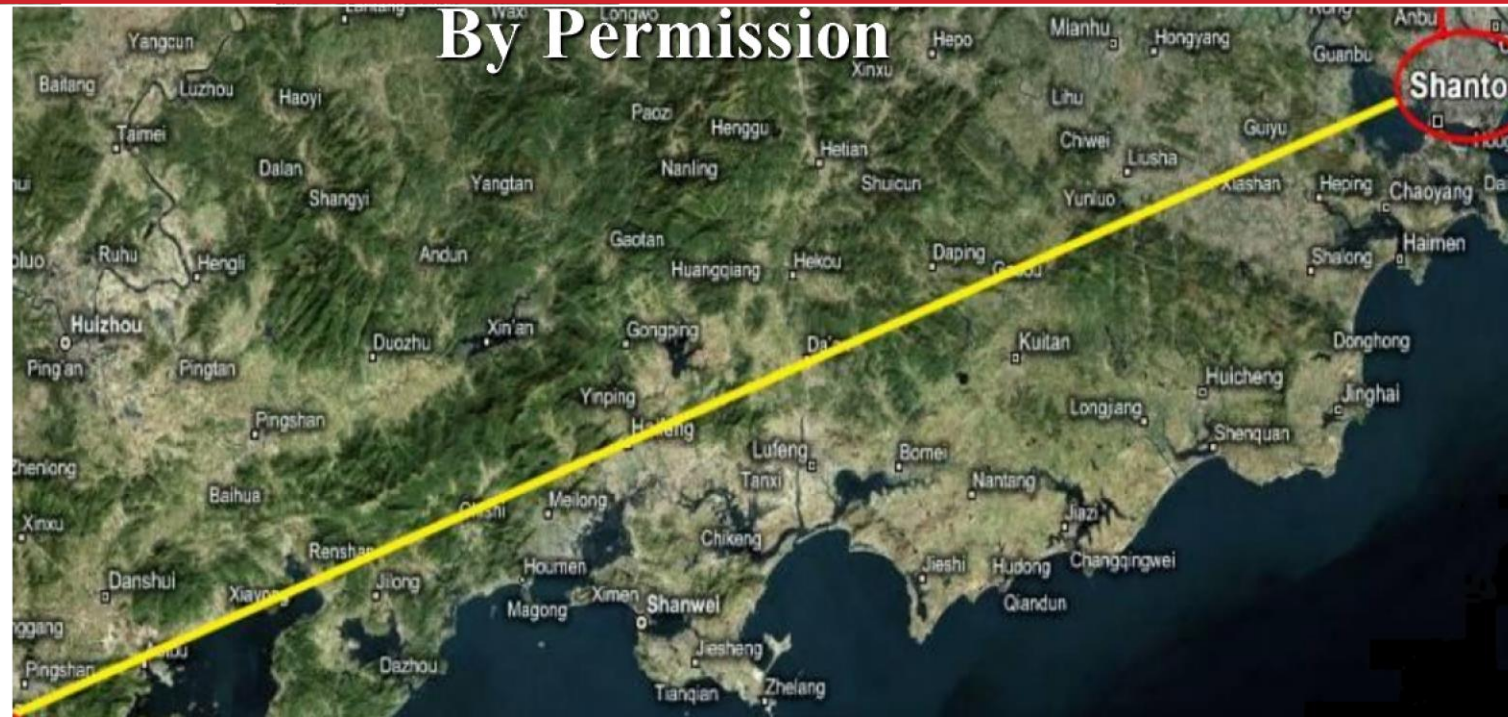 Longwo
By Permission
Anbu
Yangcun
Hepo
Mianhu
Hongyang
Guanbu
Xinxu
Baitang
Luzhou
Haoyi
Lihu
Shanto
Paozi
Henggu
Guiyu
Taimei
Chiwei
Hetian
Liusha
Dalan
Nanling
Shangyi
Yangtan
Shuicun
Yunluo
Xiashan
Heping
Chaoyang
Ruhu
Hengli
Andun
Gaotan
Huangqiang
Hekou
Daping
Shalong
Haimen
Huizhou
Xin'an
Gongping
Duozhu
Kuitan
Donghong
Ping'an
Pingtan
Huicheng
Yinping
Jinghai
Pingshan
Longjiang
Shenquan
Lufeng
Bomei
Zhenlong
Tanxi
Baihua
Meilong
Nantang
Xinxu
Jiazi
Chikeng
Renshan
Houmen
Jieshi
Hudong
Changqingwei
Danshui
Jilong
Ximen
Shanwei
Magong
Qiandun
Jiesheng
Pingshan
Dazhou
Tianqian
Zhelang